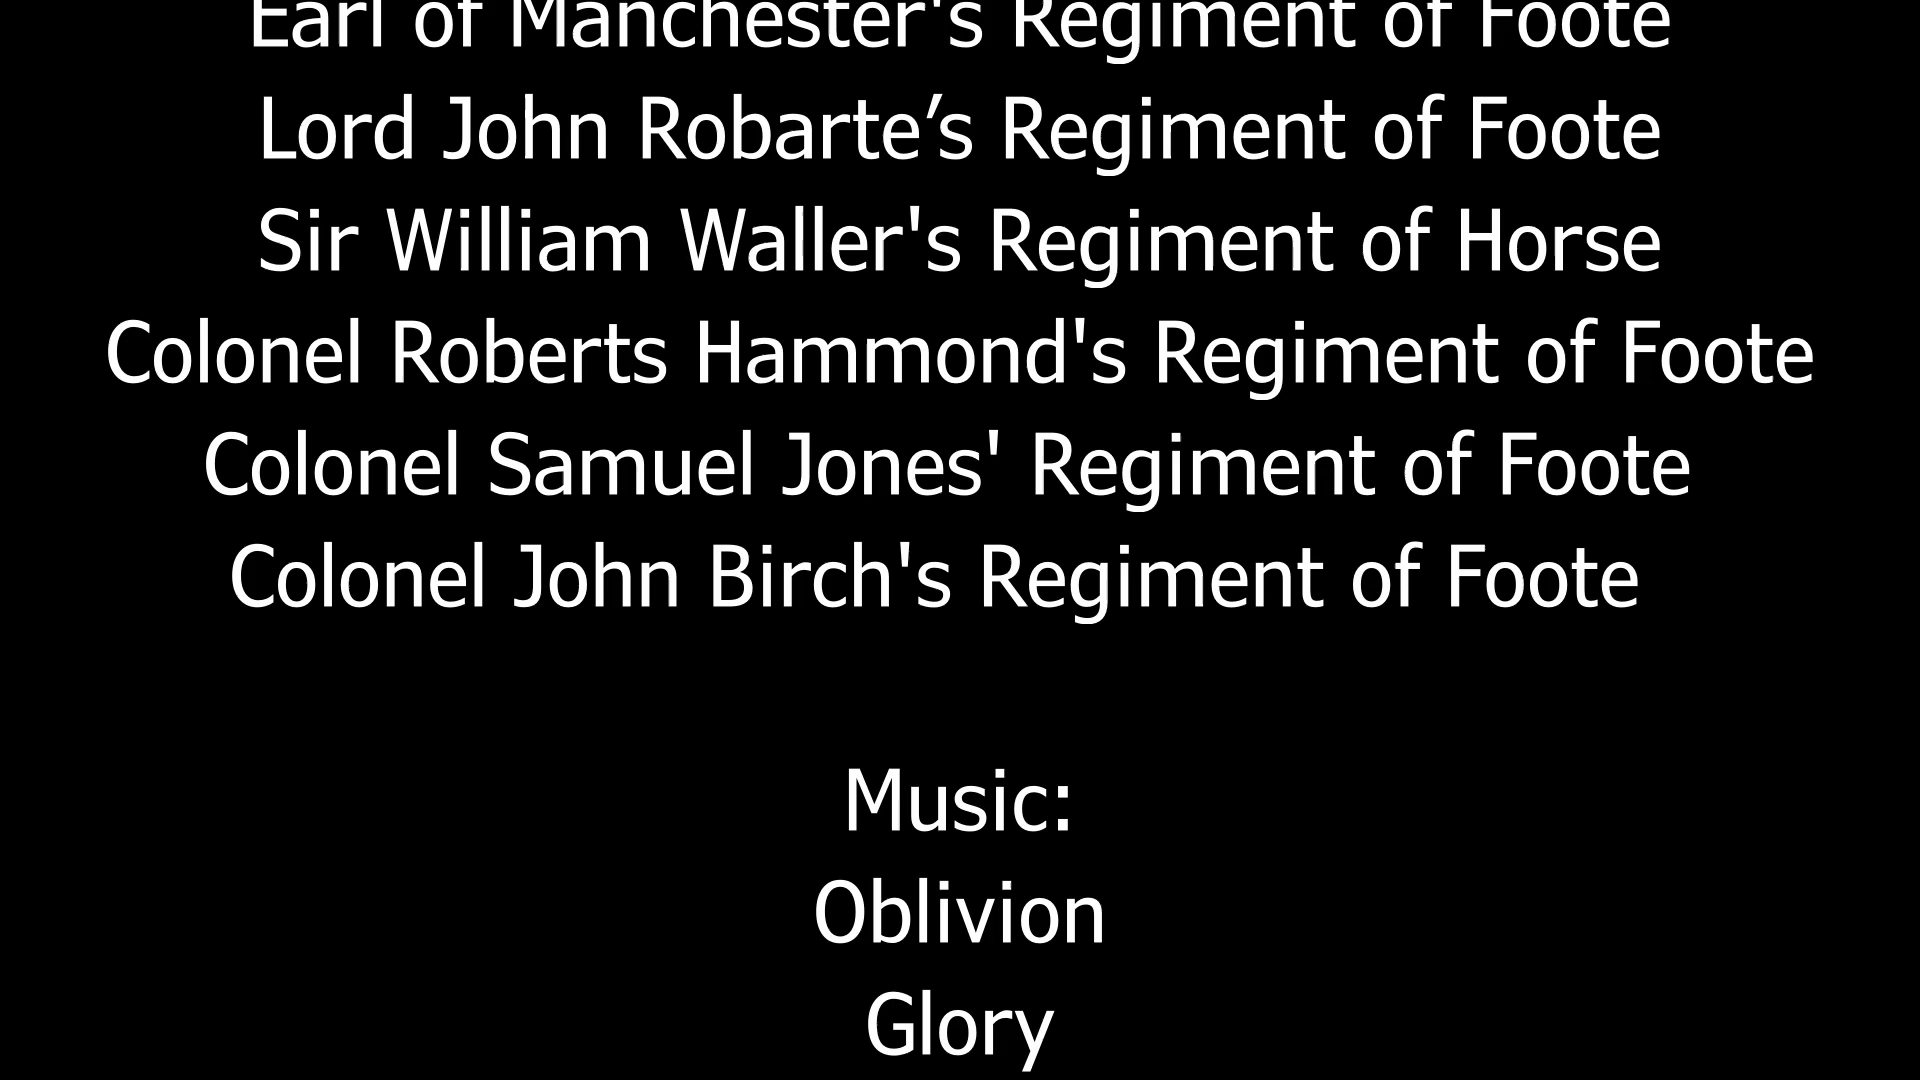 Earl of Manchester's Regiment of Foote
Lord John Robarte’s Regiment of Foote
Sir William Waller's Regiment of Horse
Colonel Roberts Hammond's Regiment of Foote
Colonel Samuel Jones' Regiment of Foote
Colonel John Birch's Regiment of Foote
Music:
Oblivion
Glory